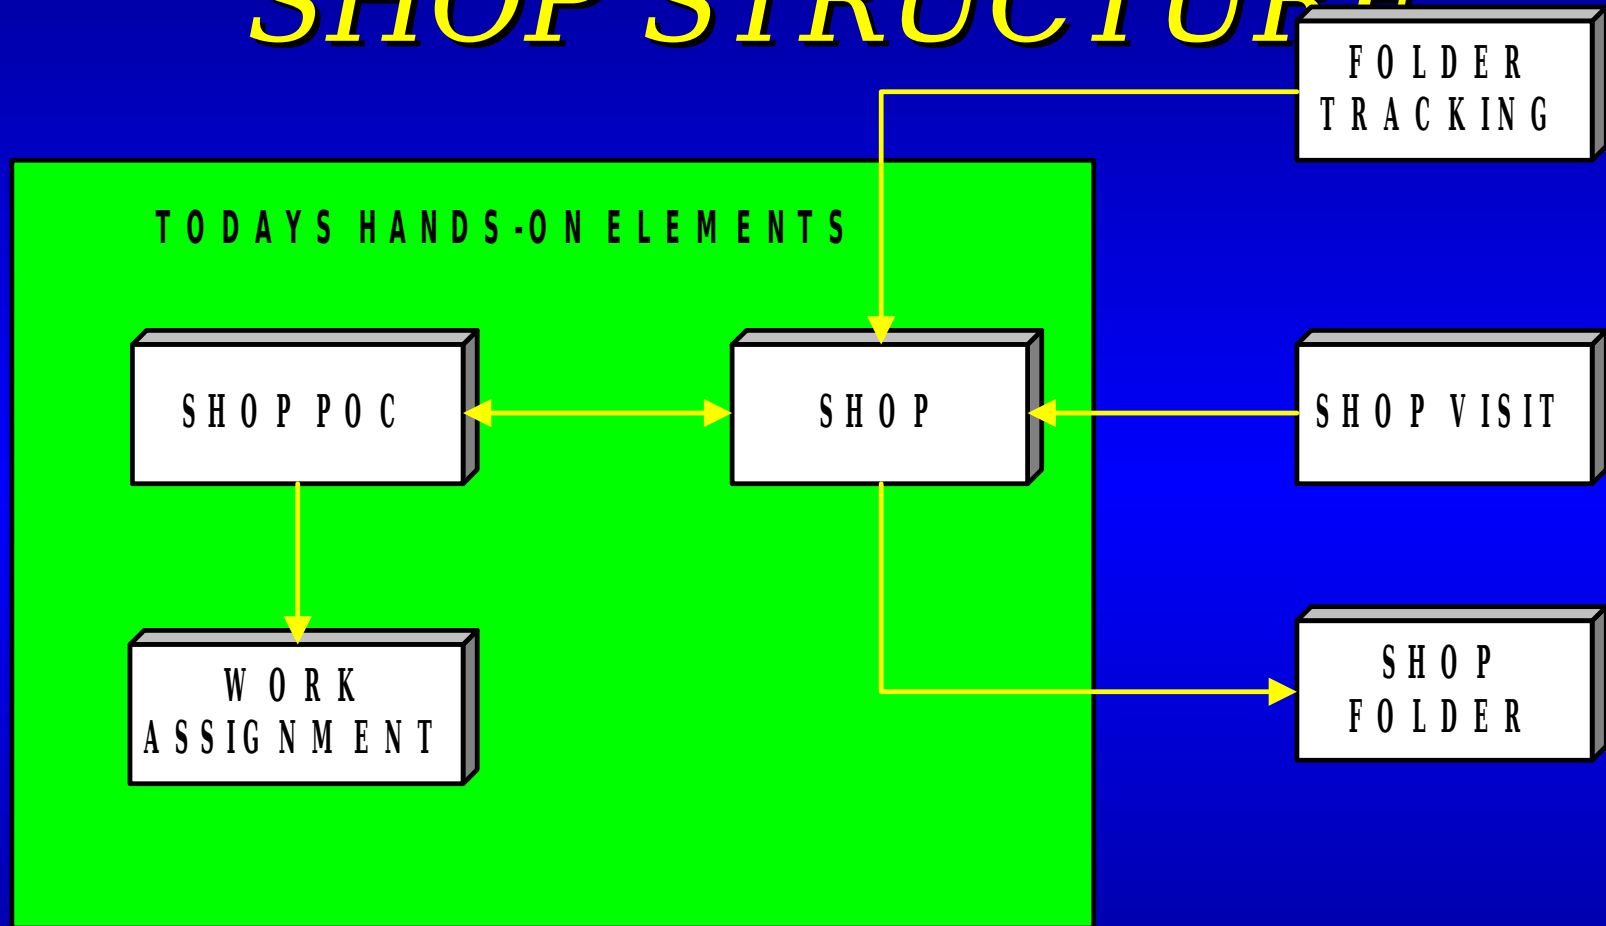 SHOP STRUCTURE
FOLDER
TRACKING
TODAYS HANDS-ON ELEMENTS
SHOP POC
SHOP
SHOP VISIT
WORK
ASSIGNMENT
SHOP
FOLDER